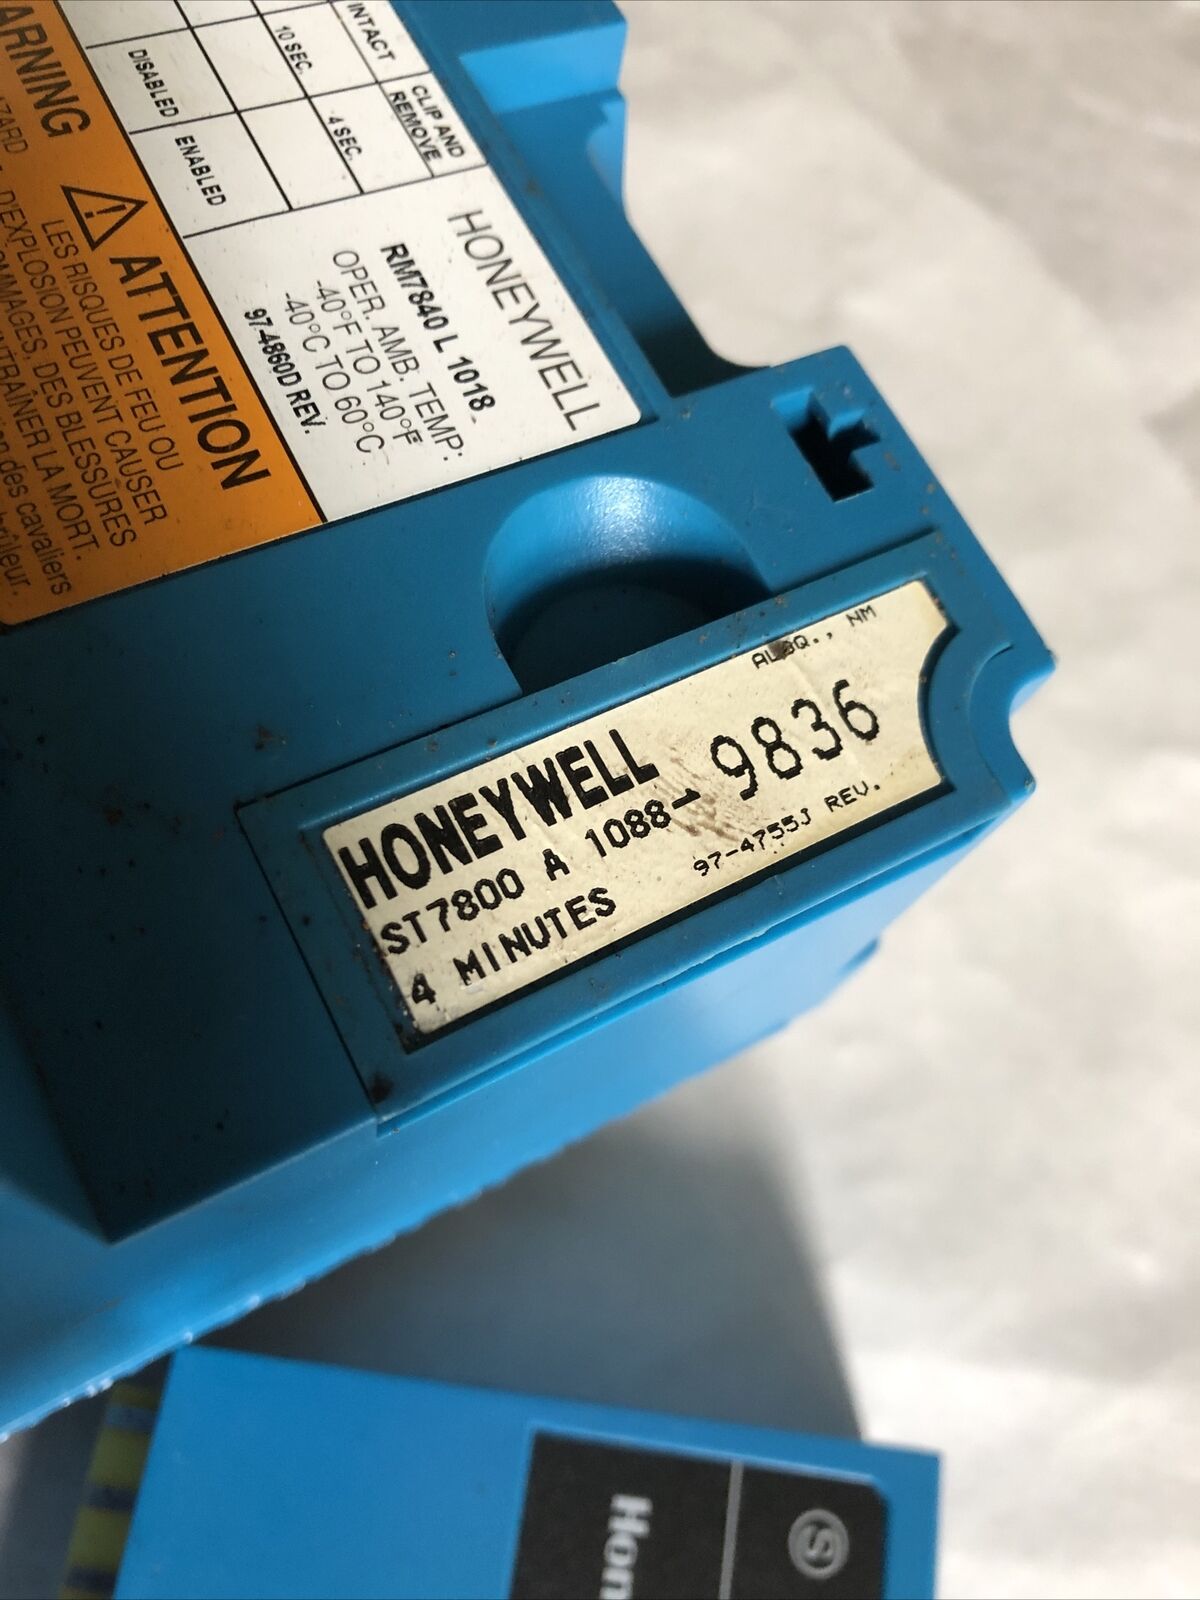 INTACT
CLIP AND
REMOVE
10 SEC.
4 SEC.
DISABLED
ENABLED
HONEYWELL
RM7840 L 1018
OPER. AMB. TEMP:
-40°F TO 140°F
-40°C TO 60°C
97-4860D REV.
ATTENTION
LES RISQUES DE FEU OU
D'EXPLOSION PEUVENT CAUSER
DES BLESSURES
LA MORT.
des cavaliers
NM
HONEYWELL
ST7800 A 1088- 9836
4 MINUTES
97-4755J REV.
S